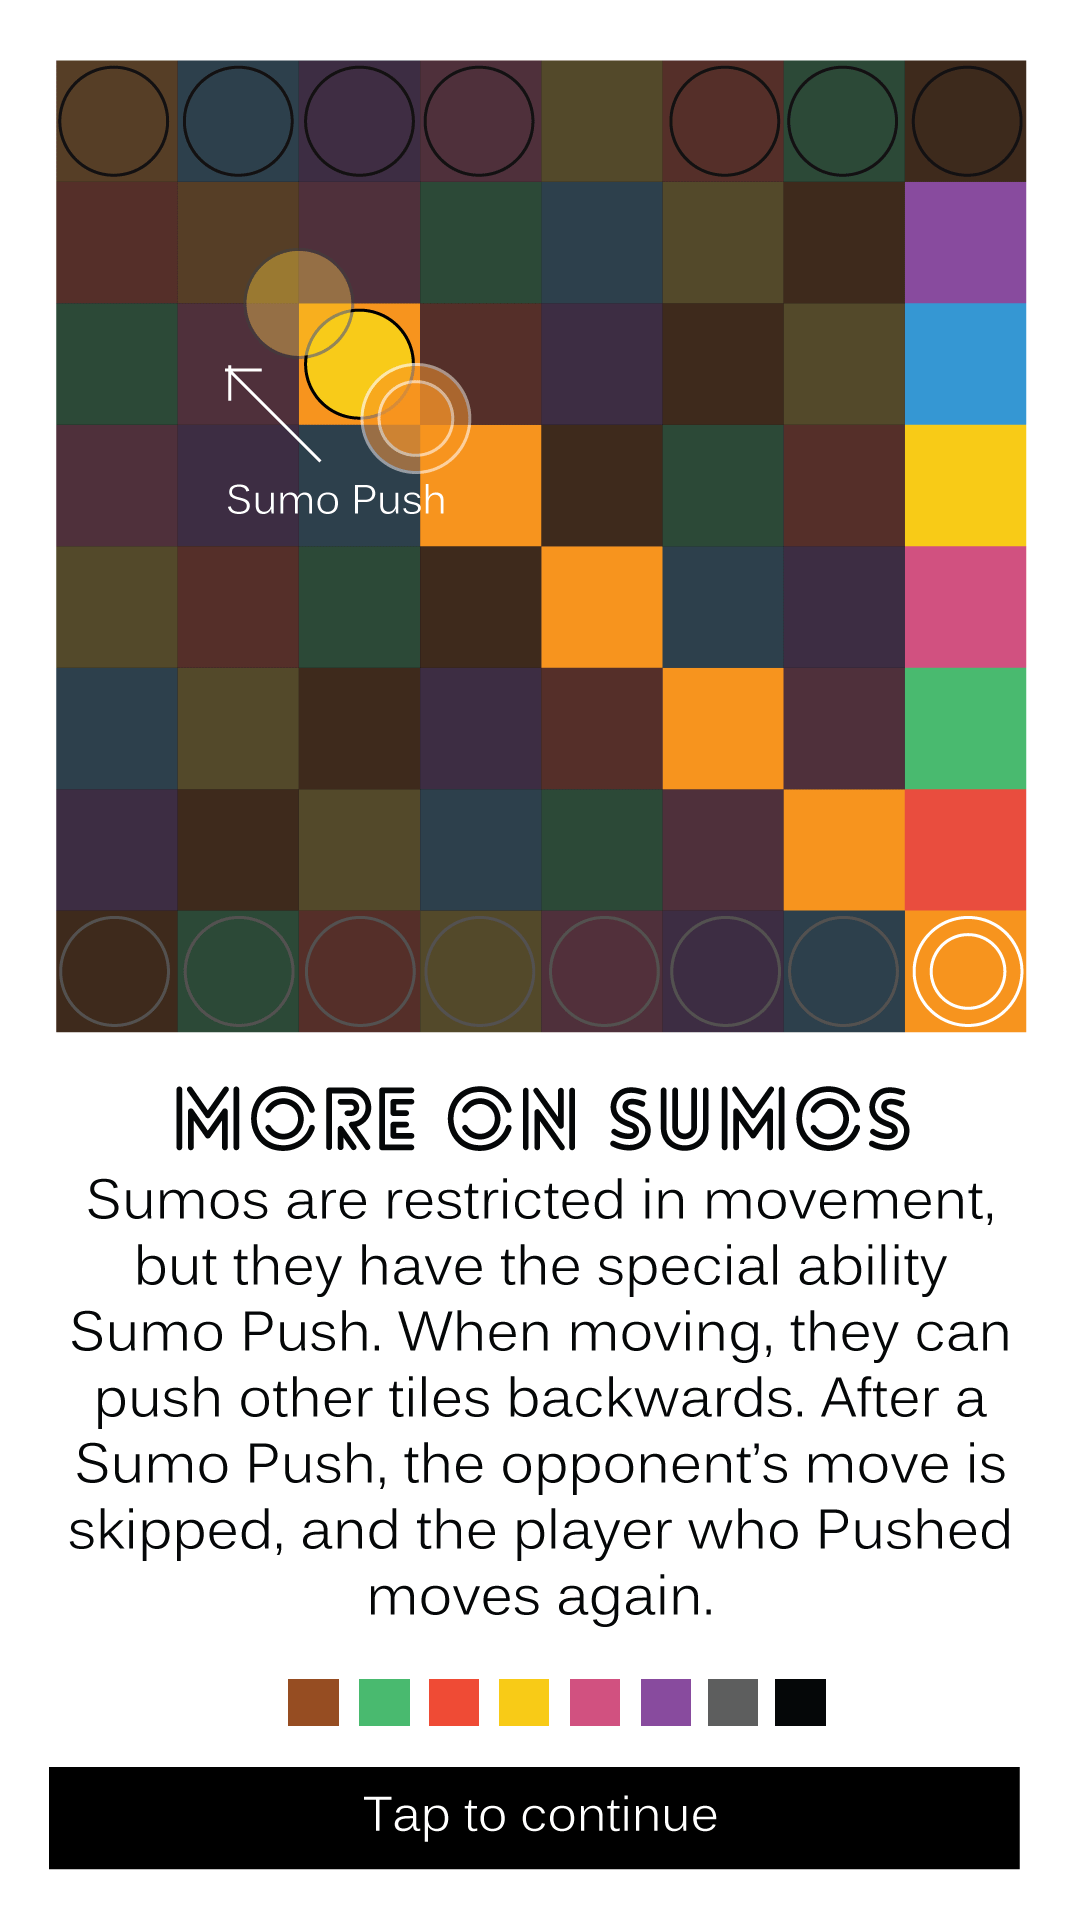 Sumo Push
MORE ON SUMOS
Sumos are restricted in movement,
but they have the special ability
Sumo Push. When moving, they can
push other tiles backwards. After a
Sumo Push, the opponent’s move is
skipped, and the player who Pushed
moves again.
Tap to continue